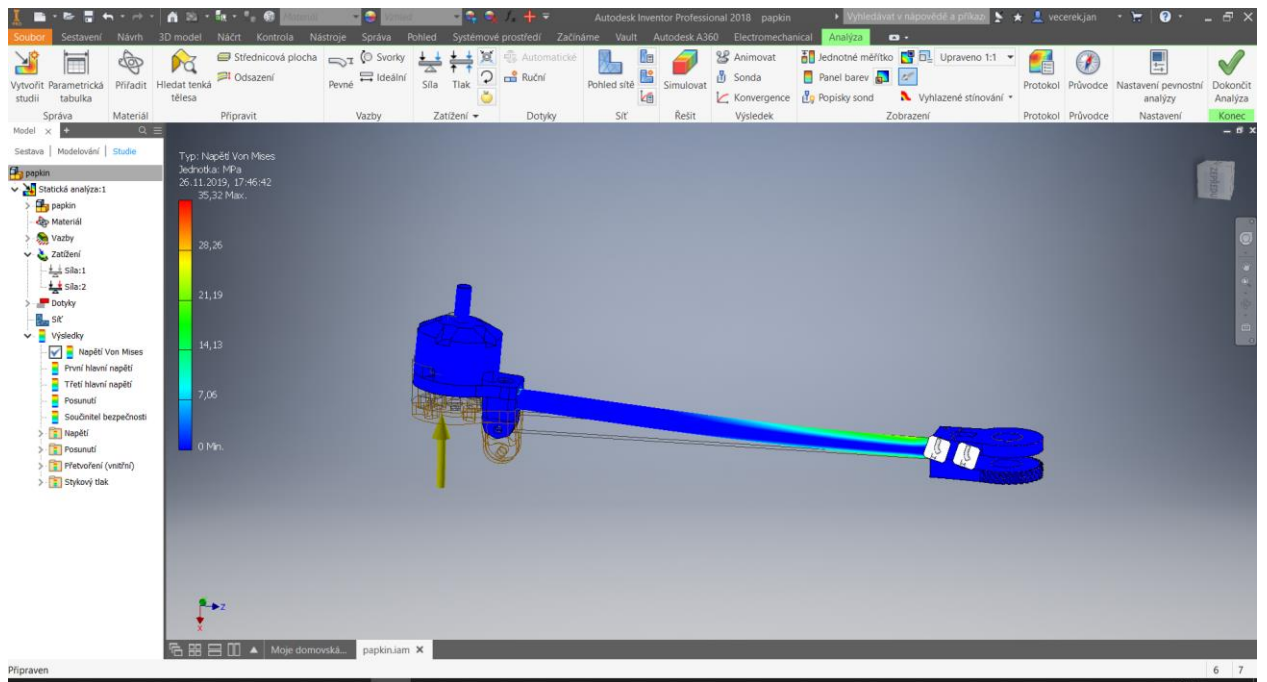 Materiál
Vzhled
Autodesk Inventor Professional 2018 papkin
Vyhledávat v nápovědě a příkaz
vecerek.jan
Soubor Sestavení Návrh 3D model Náčrt Kontrola Nástroje Správa Pohled Systémové prostředí Začínáme Vault Autodesk A360 Electromechanical Analýza
Vytvořit studii
Parametrická tabulka
Přiřadit
Hledat tenká tělesa
Střednicová plocha
Odsazení
Pevné
Svorky
Ideální
Síla
Tlak
Automatické
Ruční
Pohled sítě
Simulovat
Animovat
Sonda
Konvergence
Jednotné měřítko
Panel barev
Popisky sond
Upraveno 1:1
Vyhlazené stínování
Protokol
Průvodce
Nastavení pevnostní analýzy
Dokončit Analýza
Správa Materiál Připravit Vazby Zatížení Dotyky Síť Řešit Výsledek Zobrazení Protokol Průvodce Nastavení Konec
Model
Sestava | Modelování | Studie
papkin
Statická analýza:1
papkin
Materiál
Vazby
Zatížení
Síla:1
Síla:2
Dotyky
Síť
Výsledky
Napětí Von Mises
První hlavní napětí
Třetí hlavní napětí
Posunutí
Součinitel bezpečnosti
Napětí
Posunutí
Přetvoření (vnitřní)
Stykový tlak
Typ: Napětí Von Mises
Jednotka: MPa
26.11.2019, 17:46:42
35,32 Max.
28,26
21,19
14,13
7,06
0 Min.
Z
X
Moje domovská...
papkin.iam
Připraven
6 7